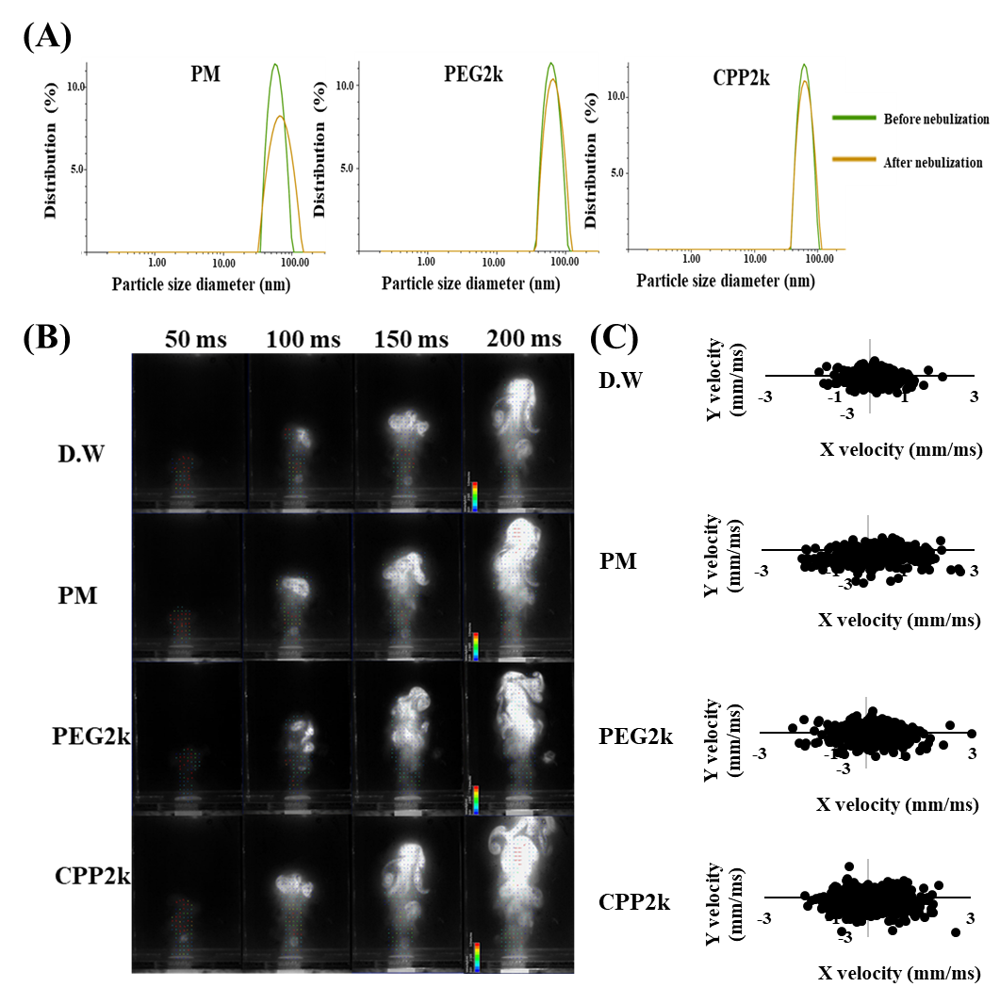 (A)
PM
PEG2k
CPP2k
Distribution (%)
10.0
5.0
1.00
10.00
100.00
Particle size diameter (nm)
Distribution (%)
10.0
5.0
1.00
10.00
100.00
Particle size diameter (nm)
Distribution (%)
10.0
5.0
1.00
10.00
100.00
Particle size diameter (nm)
Before nebulization
After nebulization
(B)
50 ms
100 ms
150 ms
200 ms
D.W
PM
PEG2k
CPP2k
(C)
D.W
Y velocity
(mm/ms)
-3
-1
1
3
-3
X velocity (mm/ms)
PM
Y velocity
(mm/ms)
-3
3
-3
X velocity (mm/ms)
PEG2k
Y velocity
(mm/ms)
-3
-1
3
-3
X velocity (mm/ms)
CPP2k
Y velocity
(mm/ms)
-3
3
-3
X velocity (mm/ms)